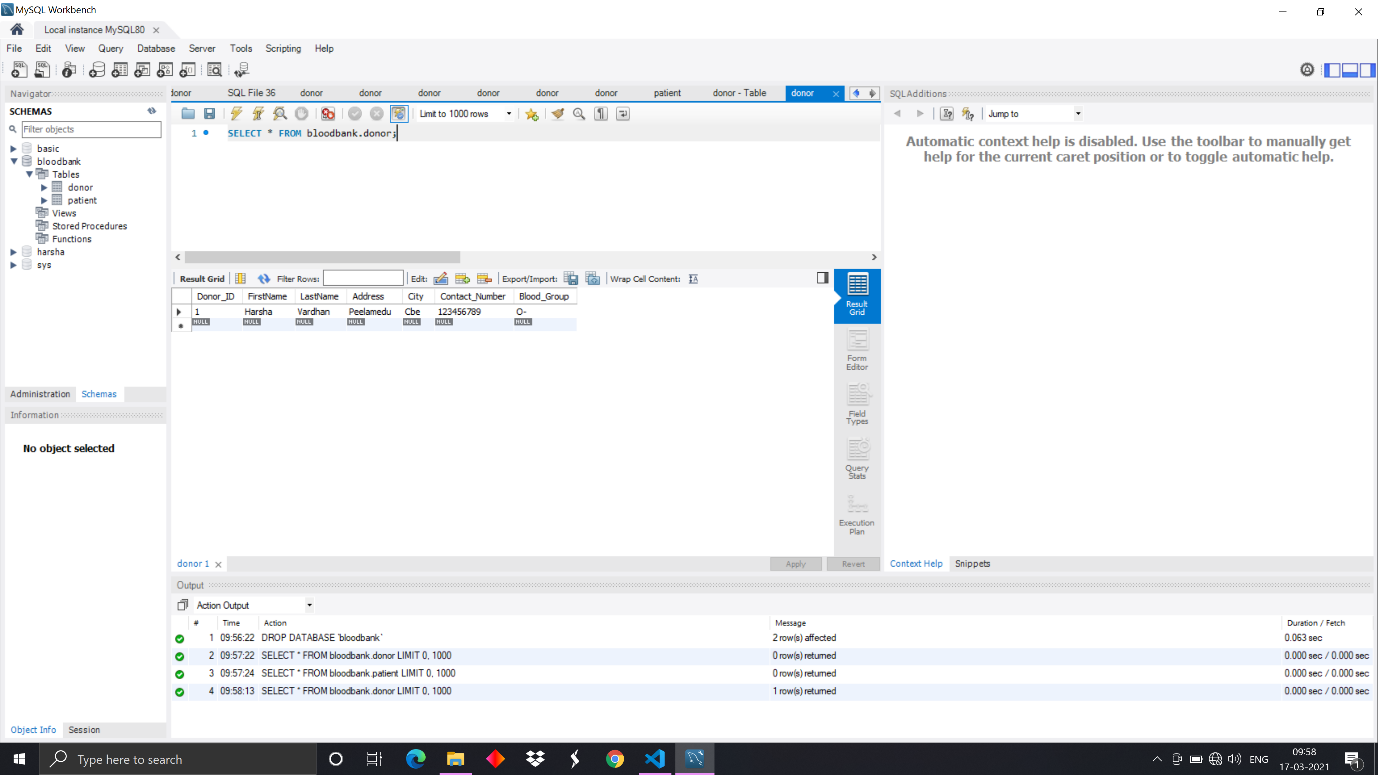 MySQL Workbench
Local instance MySQL80
File Edit View Query Database Server Tools Scripting Help
Navigator
SCHEMAS
Filter objects
basic
bloodbank
Tables
donor
patient
Views
Stored Procedures
Functions
harsha
sys
Administration Schemas
Information
No object selected
Object Info Session
donor SQL File 36 donor donor donor donor donor donor patient donor - Table donor
Limit to 1000 rows
1 SELECT * FROM bloodbank.donor;
Result Grid Filter Rows: Edit: Export/Import: Wrap Cell Content:
Donor_ID FirstName LastName Address City Contact_Number Blood_Group
1 Harsha Vardhan Peelamedu Cbe 123456789 O-
NULL NULL NULL NULL NULL NULL NULL
Result Grid
Form Editor
Field Types
Query Stats
Execution Plan
donor 1 Apply Revert
SQLAdditions
Jump to
Automatic context help is disabled. Use the toolbar to manually get
help for the current caret position or to toggle automatic help.
Context Help Snippets
Output
Action Output
# Time Action Message Duration / Fetch
1 09:56:22 DROP DATABASE `bloodbank` 2 row(s) affected 0.063 sec
2 09:57:22 SELECT * FROM bloodbank.donor LIMIT 0, 1000 0 row(s) returned 0.000 sec / 0.000 sec
3 09:57:24 SELECT * FROM bloodbank.patient LIMIT 0, 1000 0 row(s) returned 0.000 sec / 0.000 sec
4 09:58:13 SELECT * FROM bloodbank.donor LIMIT 0, 1000 1 row(s) returned 0.000 sec / 0.000 sec
Type here to search
ENG
09:58
17-03-2021
1